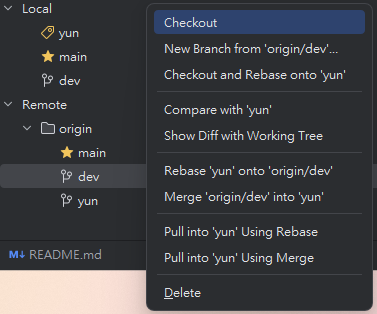 Local
yun
main
dev
Remote
origin
main
dev
yun
README.md
Checkout
New Branch from 'origin/dev'...
Checkout and Rebase onto 'yun'
Compare with 'yun'
Show Diff with Working Tree
Rebase 'yun' onto 'origin/dev'
Merge 'origin/dev' into 'yun'
Pull into 'yun' Using Rebase
Pull into 'yun' Using Merge
Delete